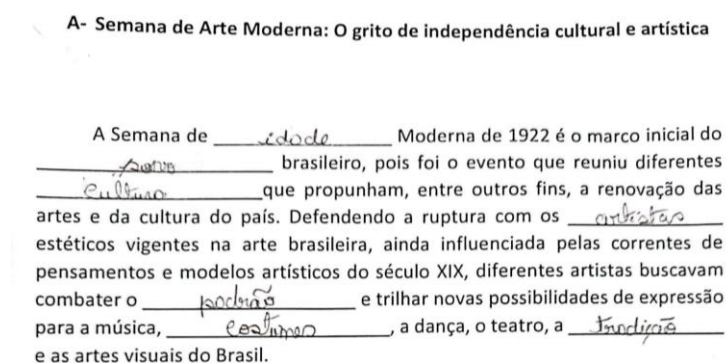 A- Semana de Arte Moderna: O grito de independência cultural e artística
A Semana de idade Moderna de 1922 é o marco inicial do
povo brasileiro, pois foi o evento que reuniu diferentes
cultura que propunham, entre outros fins, a renovação das
artes e da cultura do país. Defendendo a ruptura com os artistas
estéticos vigentes na arte brasileira, ainda influenciada pelas correntes de
pensamentos e modelos artísticos do século XIX, diferentes artistas buscavam
combater o padrão e trilhar novas possibilidades de expressão
para a música, costumes, a dança, o teatro, a
e as artes visuais do Brasil.